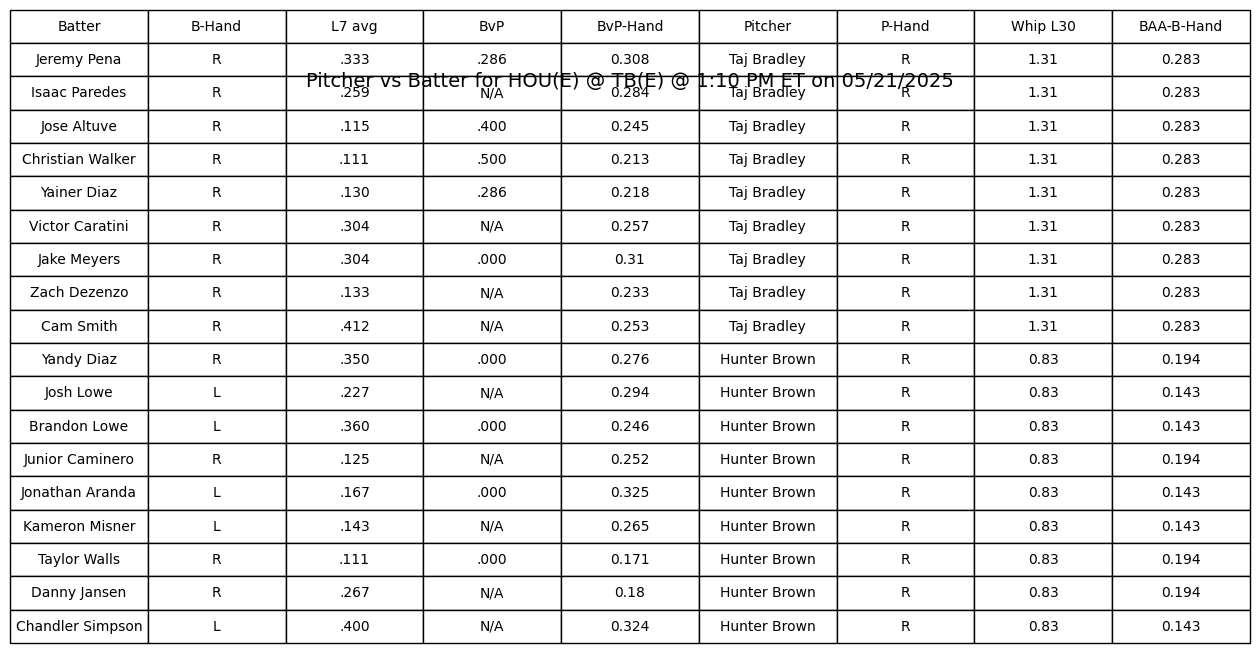 Batter B-Hand L7 avg BvP BvP-Hand Pitcher P-Hand Whip L30 BAA-B-Hand
Jeremy Pena R .333 .286 0.308 Taj Bradley R 1.31 0.283
Pitcher vs Batter for HOU(E) @ TB(E) @ 1:10 PM ET on 05/21/2025
Isaac Paredes R .259 N/A 0.284 Taj Bradley R 1.31 0.283
Jose Altuve R .115 .400 0.245 Taj Bradley R 1.31 0.283
Christian Walker R .111 .500 0.213 Taj Bradley R 1.31 0.283
Yainer Diaz R .130 .286 0.218 Taj Bradley R 1.31 0.283
Victor Caratini R .304 N/A 0.257 Taj Bradley R 1.31 0.283
Jake Meyers R .304 .000 0.31 Taj Bradley R 1.31 0.283
Zach Dezenzo R .133 N/A 0.233 Taj Bradley R 1.31 0.283
Cam Smith R .412 N/A 0.253 Taj Bradley R 1.31 0.283
Yandy Diaz R .350 .000 0.276 Hunter Brown R 0.83 0.194
Josh Lowe L .227 N/A 0.294 Hunter Brown R 0.83 0.143
Brandon Lowe L .360 .000 0.246 Hunter Brown R 0.83 0.143
Junior Caminero R .125 N/A 0.252 Hunter Brown R 0.83 0.194
Jonathan Aranda L .167 .000 0.325 Hunter Brown R 0.83 0.143
Kameron Misner L .143 N/A 0.265 Hunter Brown R 0.83 0.143
Taylor Walls R .111 .000 0.171 Hunter Brown R 0.83 0.194
Danny Jansen R .267 N/A 0.18 Hunter Brown R 0.83 0.194
Chandler Simpson L .400 N/A 0.324 Hunter Brown R 0.83 0.143